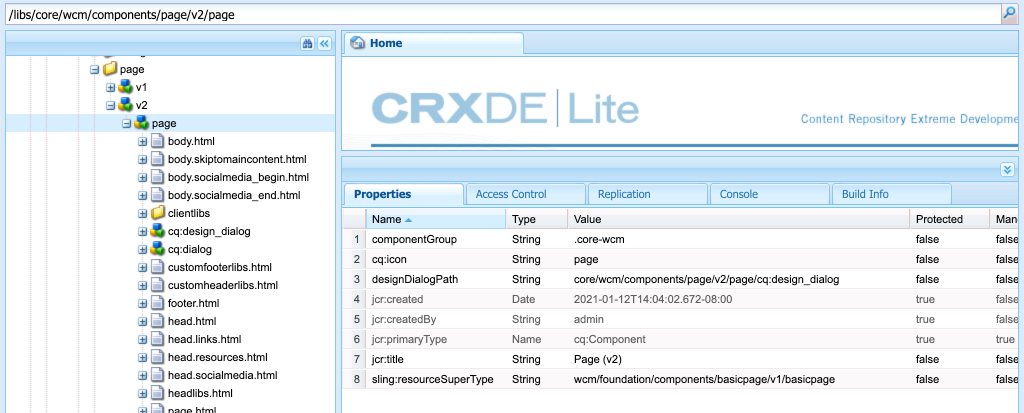 /libs/core/wcm/components/page/v2/page
page
v1
v2
page
body.html
body.skiptomaincontent.html
body.socialmedia_begin.html
body.socialmedia_end.html
clientlibs
cq:design_dialog
cq:dialog
customfooterlibs.html
customheaderlibs.html
footer.html
head.html
head.links.html
head.resources.html
head.socialmedia.html
headlibs.html
page.html
Home
CRXDE Lite
Content Repository Extreme Developme
Properties Access Control Replication Console Build Info
Name Type Value Protected Man
1 componentGroup String .core-wcm false false
2 cq:icon String page false false
3 designDialogPath String core/wcm/components/page/v2/page/cq:design_dialog false false
4 jcr:created Date 2021-01-12T14:04:02.672-08:00 true false
5 jcr:createdBy String admin true false
6 jcr:primaryType Name cq:Component true true
7 jcr:title String Page (v2) false false
8 sling:resourceSuperType String wcm/foundation/components/basicpage/v1/basicpage false false